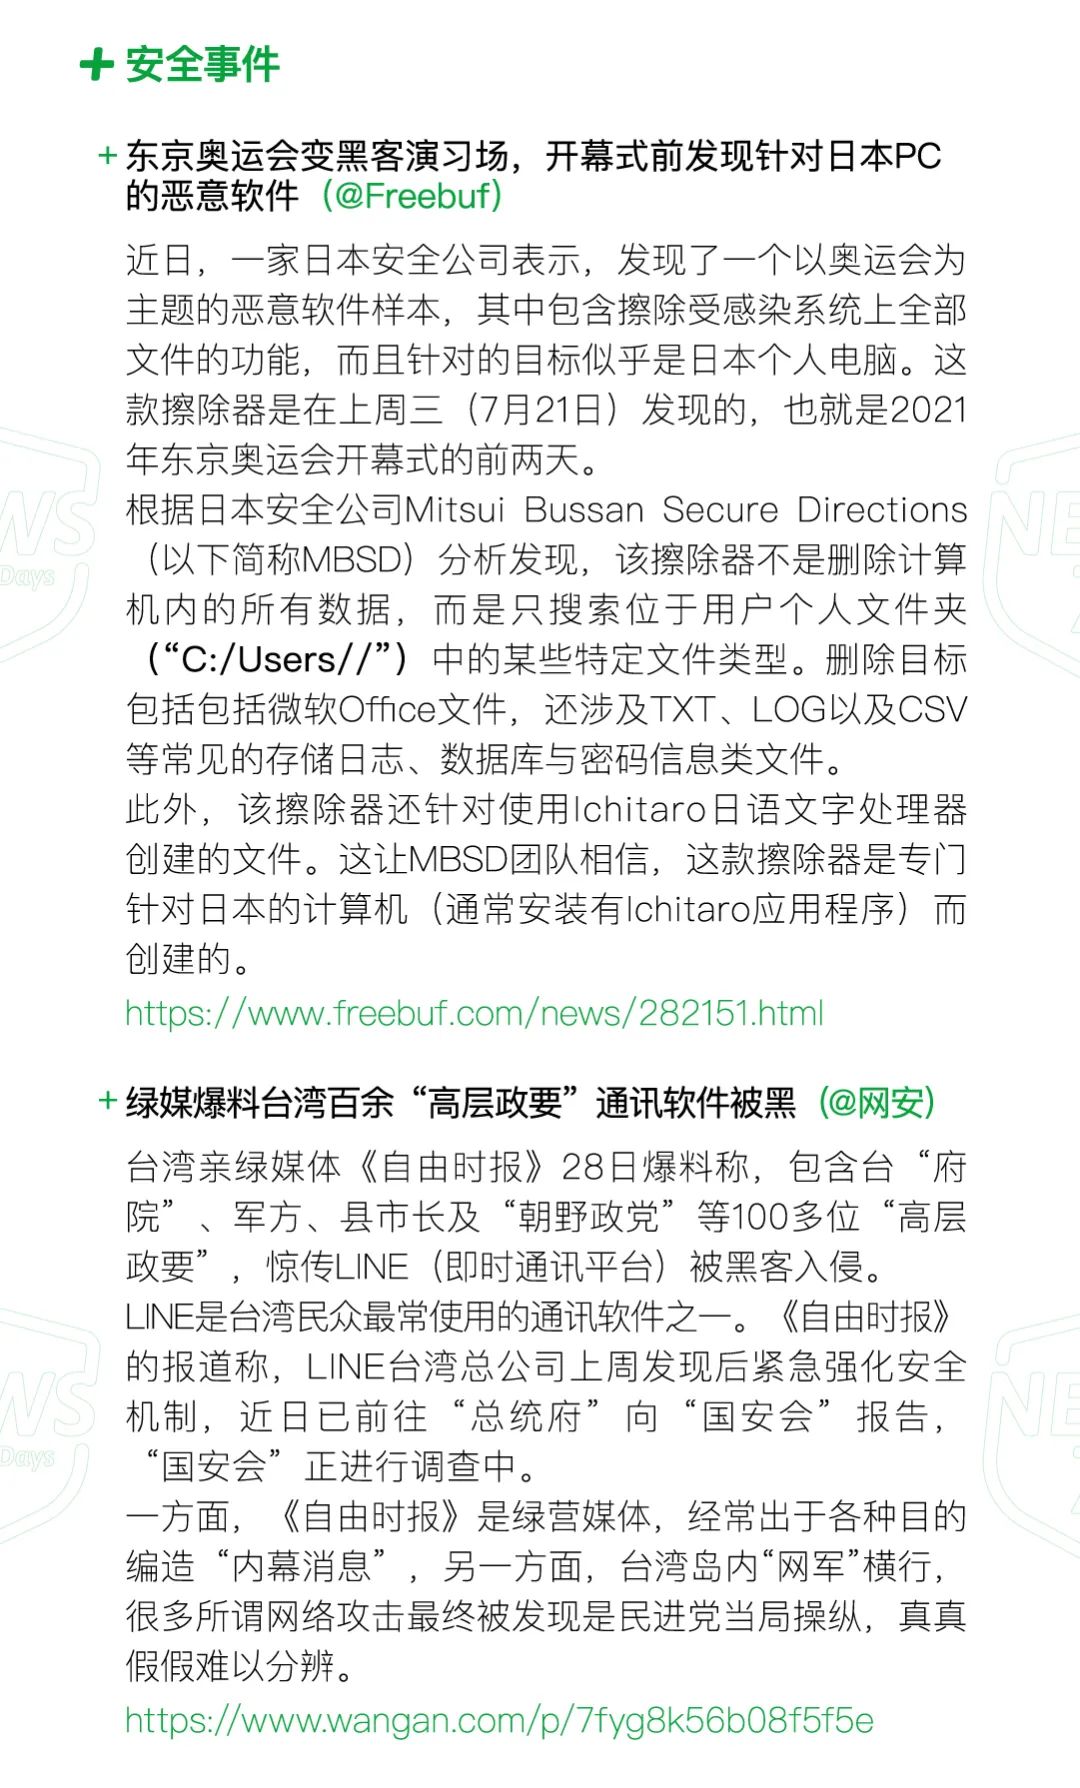 安全事件
+ 东京奥运会变黑客演习场，开幕式前发现针对日本PC
的恶意软件（@Freebuf）
近日，一家日本安全公司表示，发现了一个以奥运会为
主题的恶意软件样本，其中包含擦除受感染系统上全部
文件的功能，而且针对的目标似乎是日本个人电脑。这
款擦除器是在上周三（7月21日）发现的，也就是2021
年东京奥运会开幕式的前两天。
根据日本安全公司Mitsui Bussan Secure Directions
（以下简称MBSD）分析发现，该擦除器不是删除计算
机内的所有数据，而是只搜索位于用户个人文件夹
（“C:/Users//”）中的某些特定文件类型。删除目标
包括包括微软Office文件，还涉及TXT、LOG以及CSV
等常见的存储日志、数据库与密码信息类文件。
此外，该擦除器还针对使用Ichitaro日语文字处理器
创建的文件。这让MBSD团队相信，这款擦除器是专门
针对日本的计算机（通常安装有Ichitaro应用程序）而
创建的。
https://www.freebuf.com/news/282151.html
+ 绿媒爆料台湾百余“高层政要”通讯软件被黑（@网安）
台湾亲绿媒体《自由时报》28日爆料称，包含台“府
院”、军方、县市长及“朝野政党”等100多位“高层
政要”，惊传LINE（即时通讯平台）被黑客入侵。
LINE是台湾民众最常使用的通讯软件之一。《自由时报》
的报道称，LINE台湾总公司上周发现后紧急强化安全
机制，近日已前往“总统府”向“国安会”报告，
“国安会”正进行调查中。
一方面，《自由时报》是绿营媒体，经常出于各种目的
编造“内幕消息”，另一方面，台湾岛内“网军”横行，
很多所谓网络攻击最终被发现是民进党当局操纵，真真
假假难以分辨。
https://www.wangan.com/p/7fyg8k56b08f5f5e